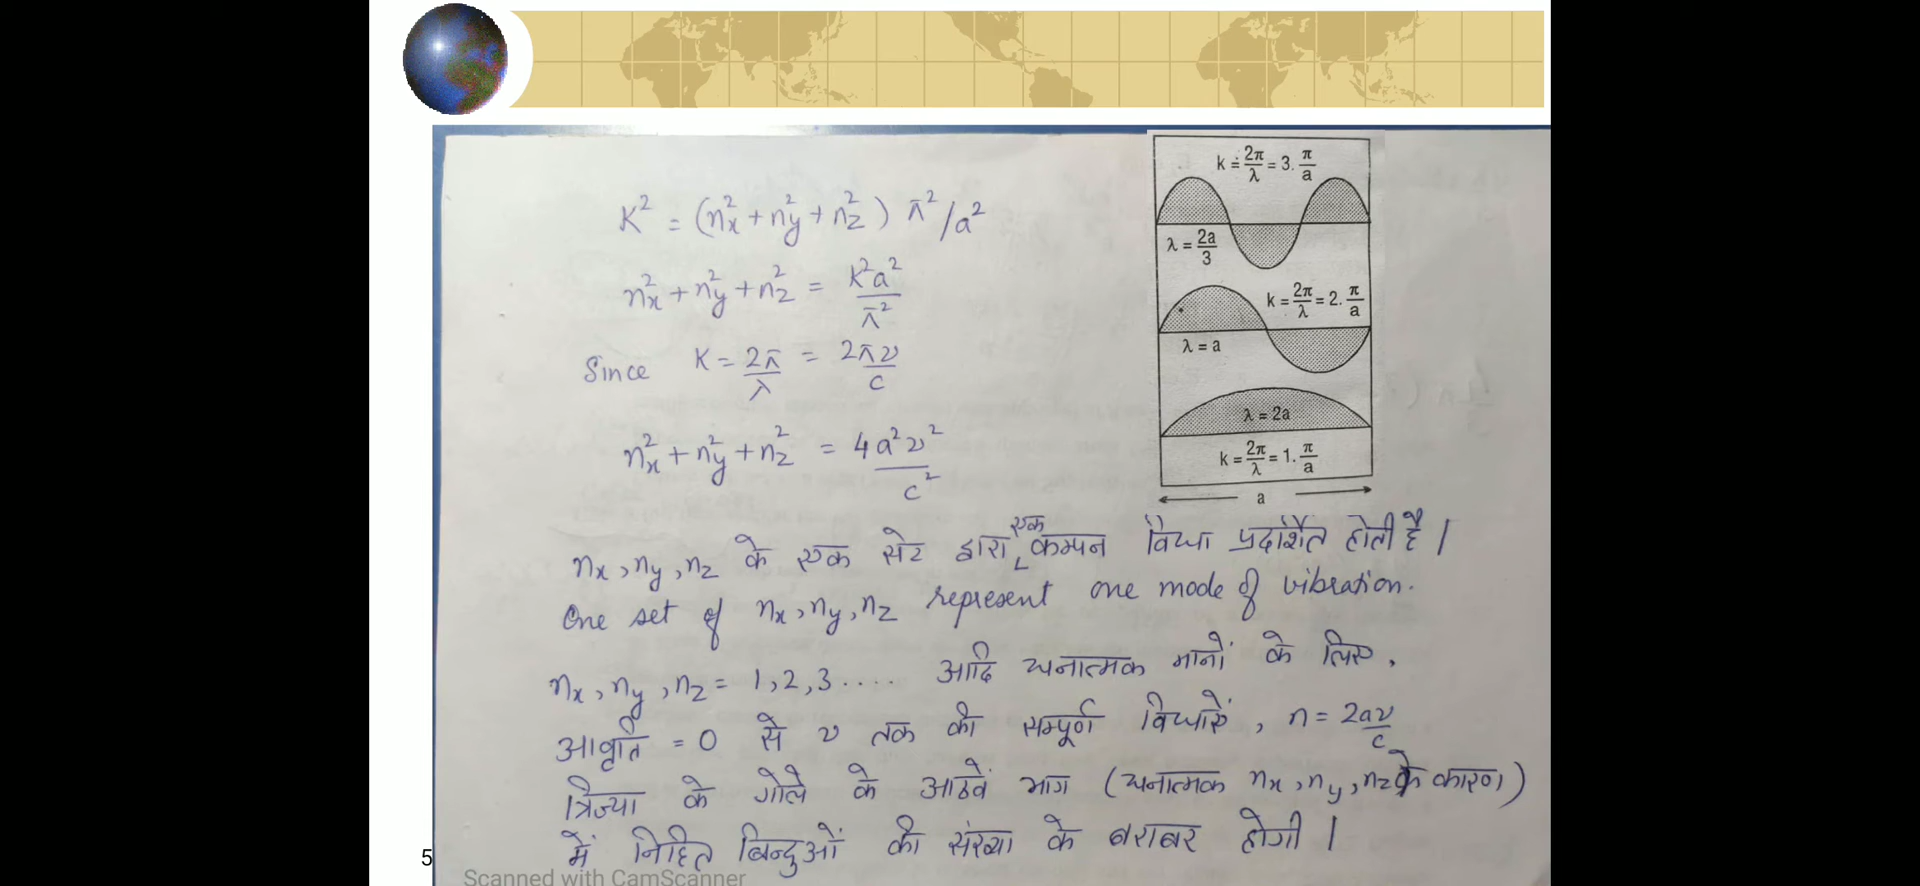 K² = (nx² + ny² + nz²) π²/a²
nx² + ny² + nz² = K²a²/π²
Since K = 2π/λ = 2πν/c
nx² + ny² + nz² = 4a²ν²/c²
k = 2π/λ = 3. π/a
λ = 2a/3
k = 2π/λ = 2. π/a
λ = a
λ = 2a
k = 2π/λ = 1. π/a
a
nx, ny, nz के एक सेट द्वारा एक कम्पन विधा प्रदर्शित होती है।
One set of nx, ny, nz represent one mode of vibration.
nx, ny, nz = 1, 2, 3 .... आदि धनात्मक मानों के लिए,
आवृति = 0 से ν तक की सम्पूर्ण विधाएं, n = 2aν/c
त्रिज्या के गोले के आठवें भाग (धनात्मक nx, ny, nz के कारण)
में निहित बिन्दुओं की संख्या के बराबर होगी।
5
Scanned with CamScanner